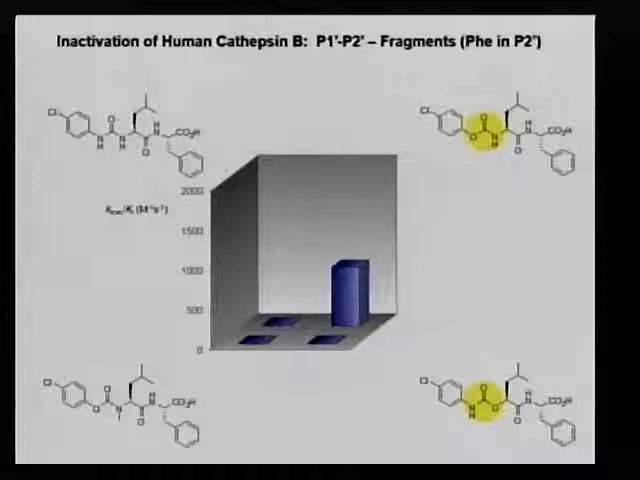 Inactivation of Human Cathepsin B: P1'-P2' – Fragments (Phe in P2')
Cl
O
N
H
N
H
O
H
N
CO₂H
Cl
O
O
N
H
O
H
N
CO₂H
2000
1500
1000
500
0
Cl
O
O
N
O
H
N
CO₂H
Cl
O
N
H
O
O
H
N
CO₂H